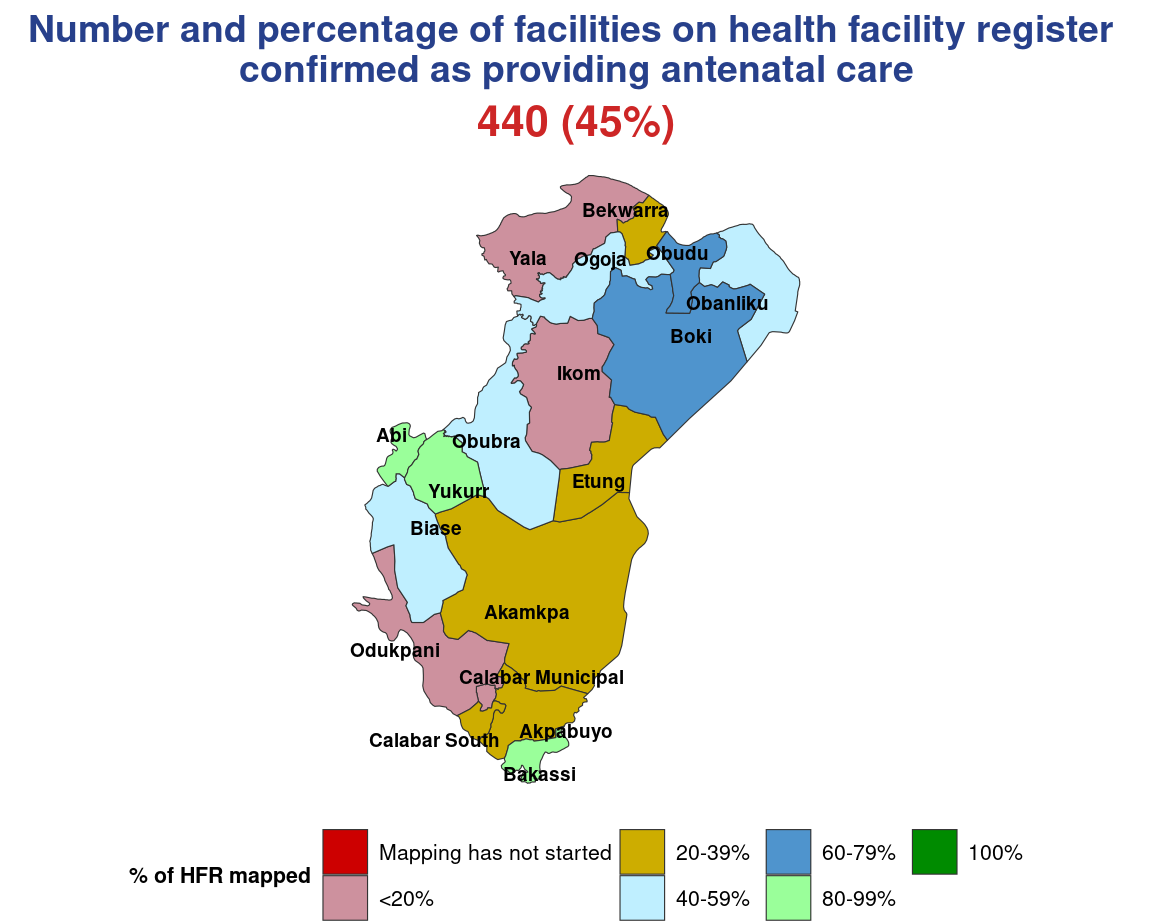 Number and percentage of facilities on health facility register
confirmed as providing antenatal care
440 (45%)
Bekwarra
Yala
Ogoja
Obudu
Obanliku
Boki
Ikom
Abi
Obubra
Etung
Yukurr
Biase
Akamkpa
Odukpani
Calabar Municipal
Akpabuyo
Calabar South
Bakassi
% of HFR mapped
Mapping has not started
<20%
20-39%
40-59%
60-79%
80-99%
100%